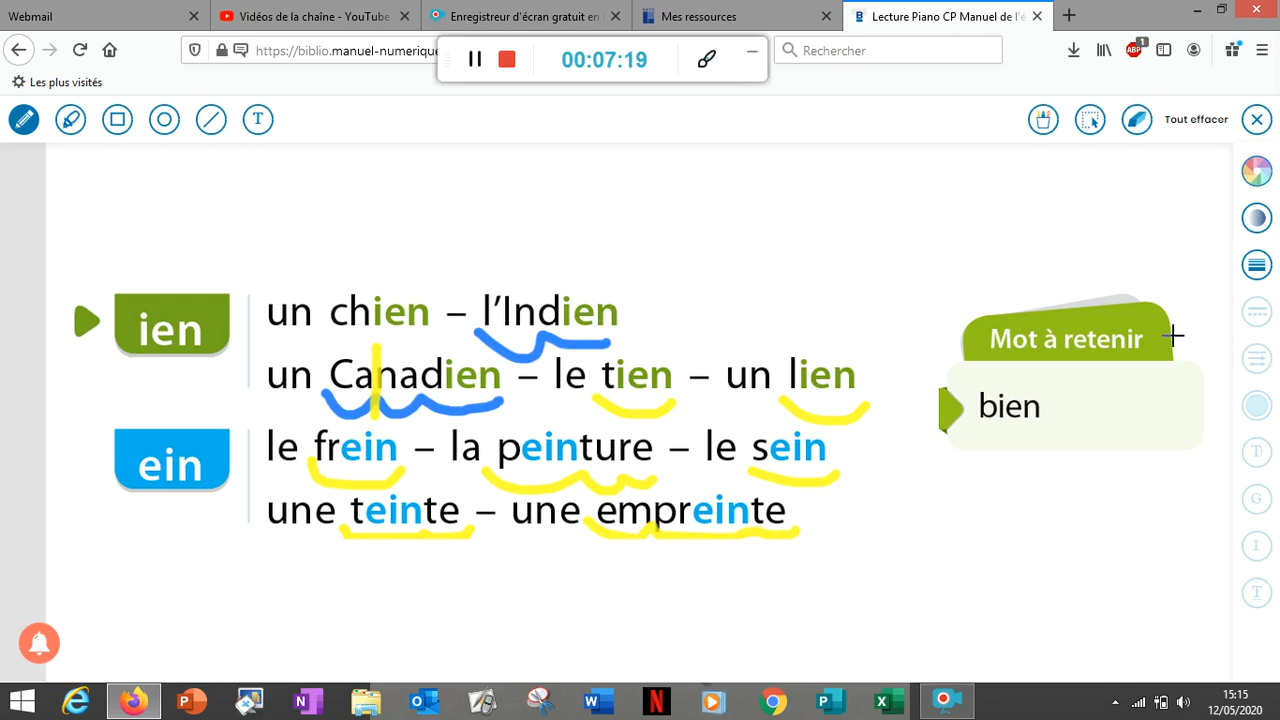 Webmail
Vidéos de la chaîne - YouTube
Enregistreur d'écran gratuit en
Mes ressources
Lecture Piano CP Manuel de l'é
https://biblio.manuel-numerique
00:07:19
Rechercher
1
Les plus visités
T
Tout effacer
ien
un chien – l'Indien
un Canadien – le tien – un lien
ein
le frein – la peinture – le sein
une teinte – une empreinte
Mot à retenir
bien
T
G
I
T
15:15
12/05/2020